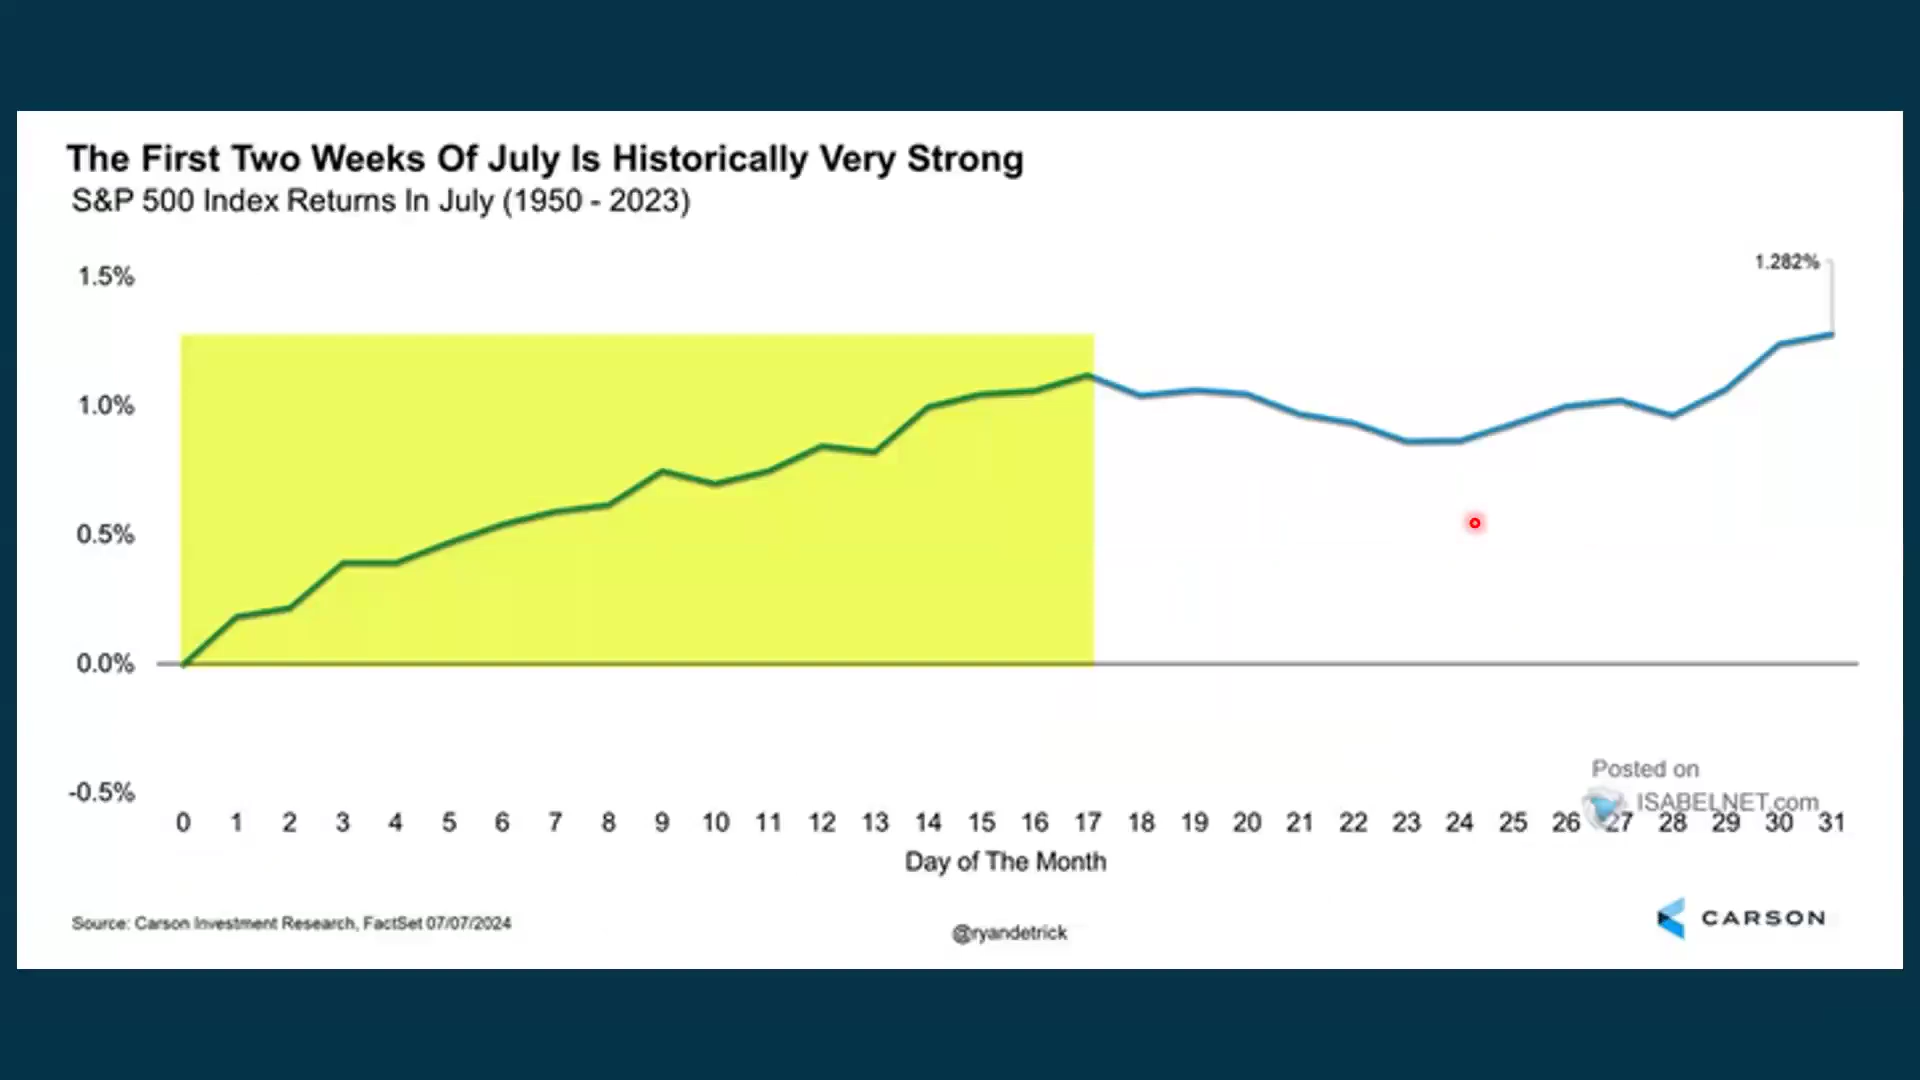 The First Two Weeks Of July Is Historically Very Strong
S&P 500 Index Returns In July (1950 - 2023)
1.5%
1.282%
1.0%
0.5%
0.0%
-0.5%
Posted on
ISABELNET.com
0 1 2 3 4 5 6 7 8 9 10 11 12 13 14 15 16 17 18 19 20 21 22 23 24 25 26 27 28 29 30 31
Day of The Month
Source: Carson Investment Research, FactSet 07/07/2024
@ryandetrick
CARSON